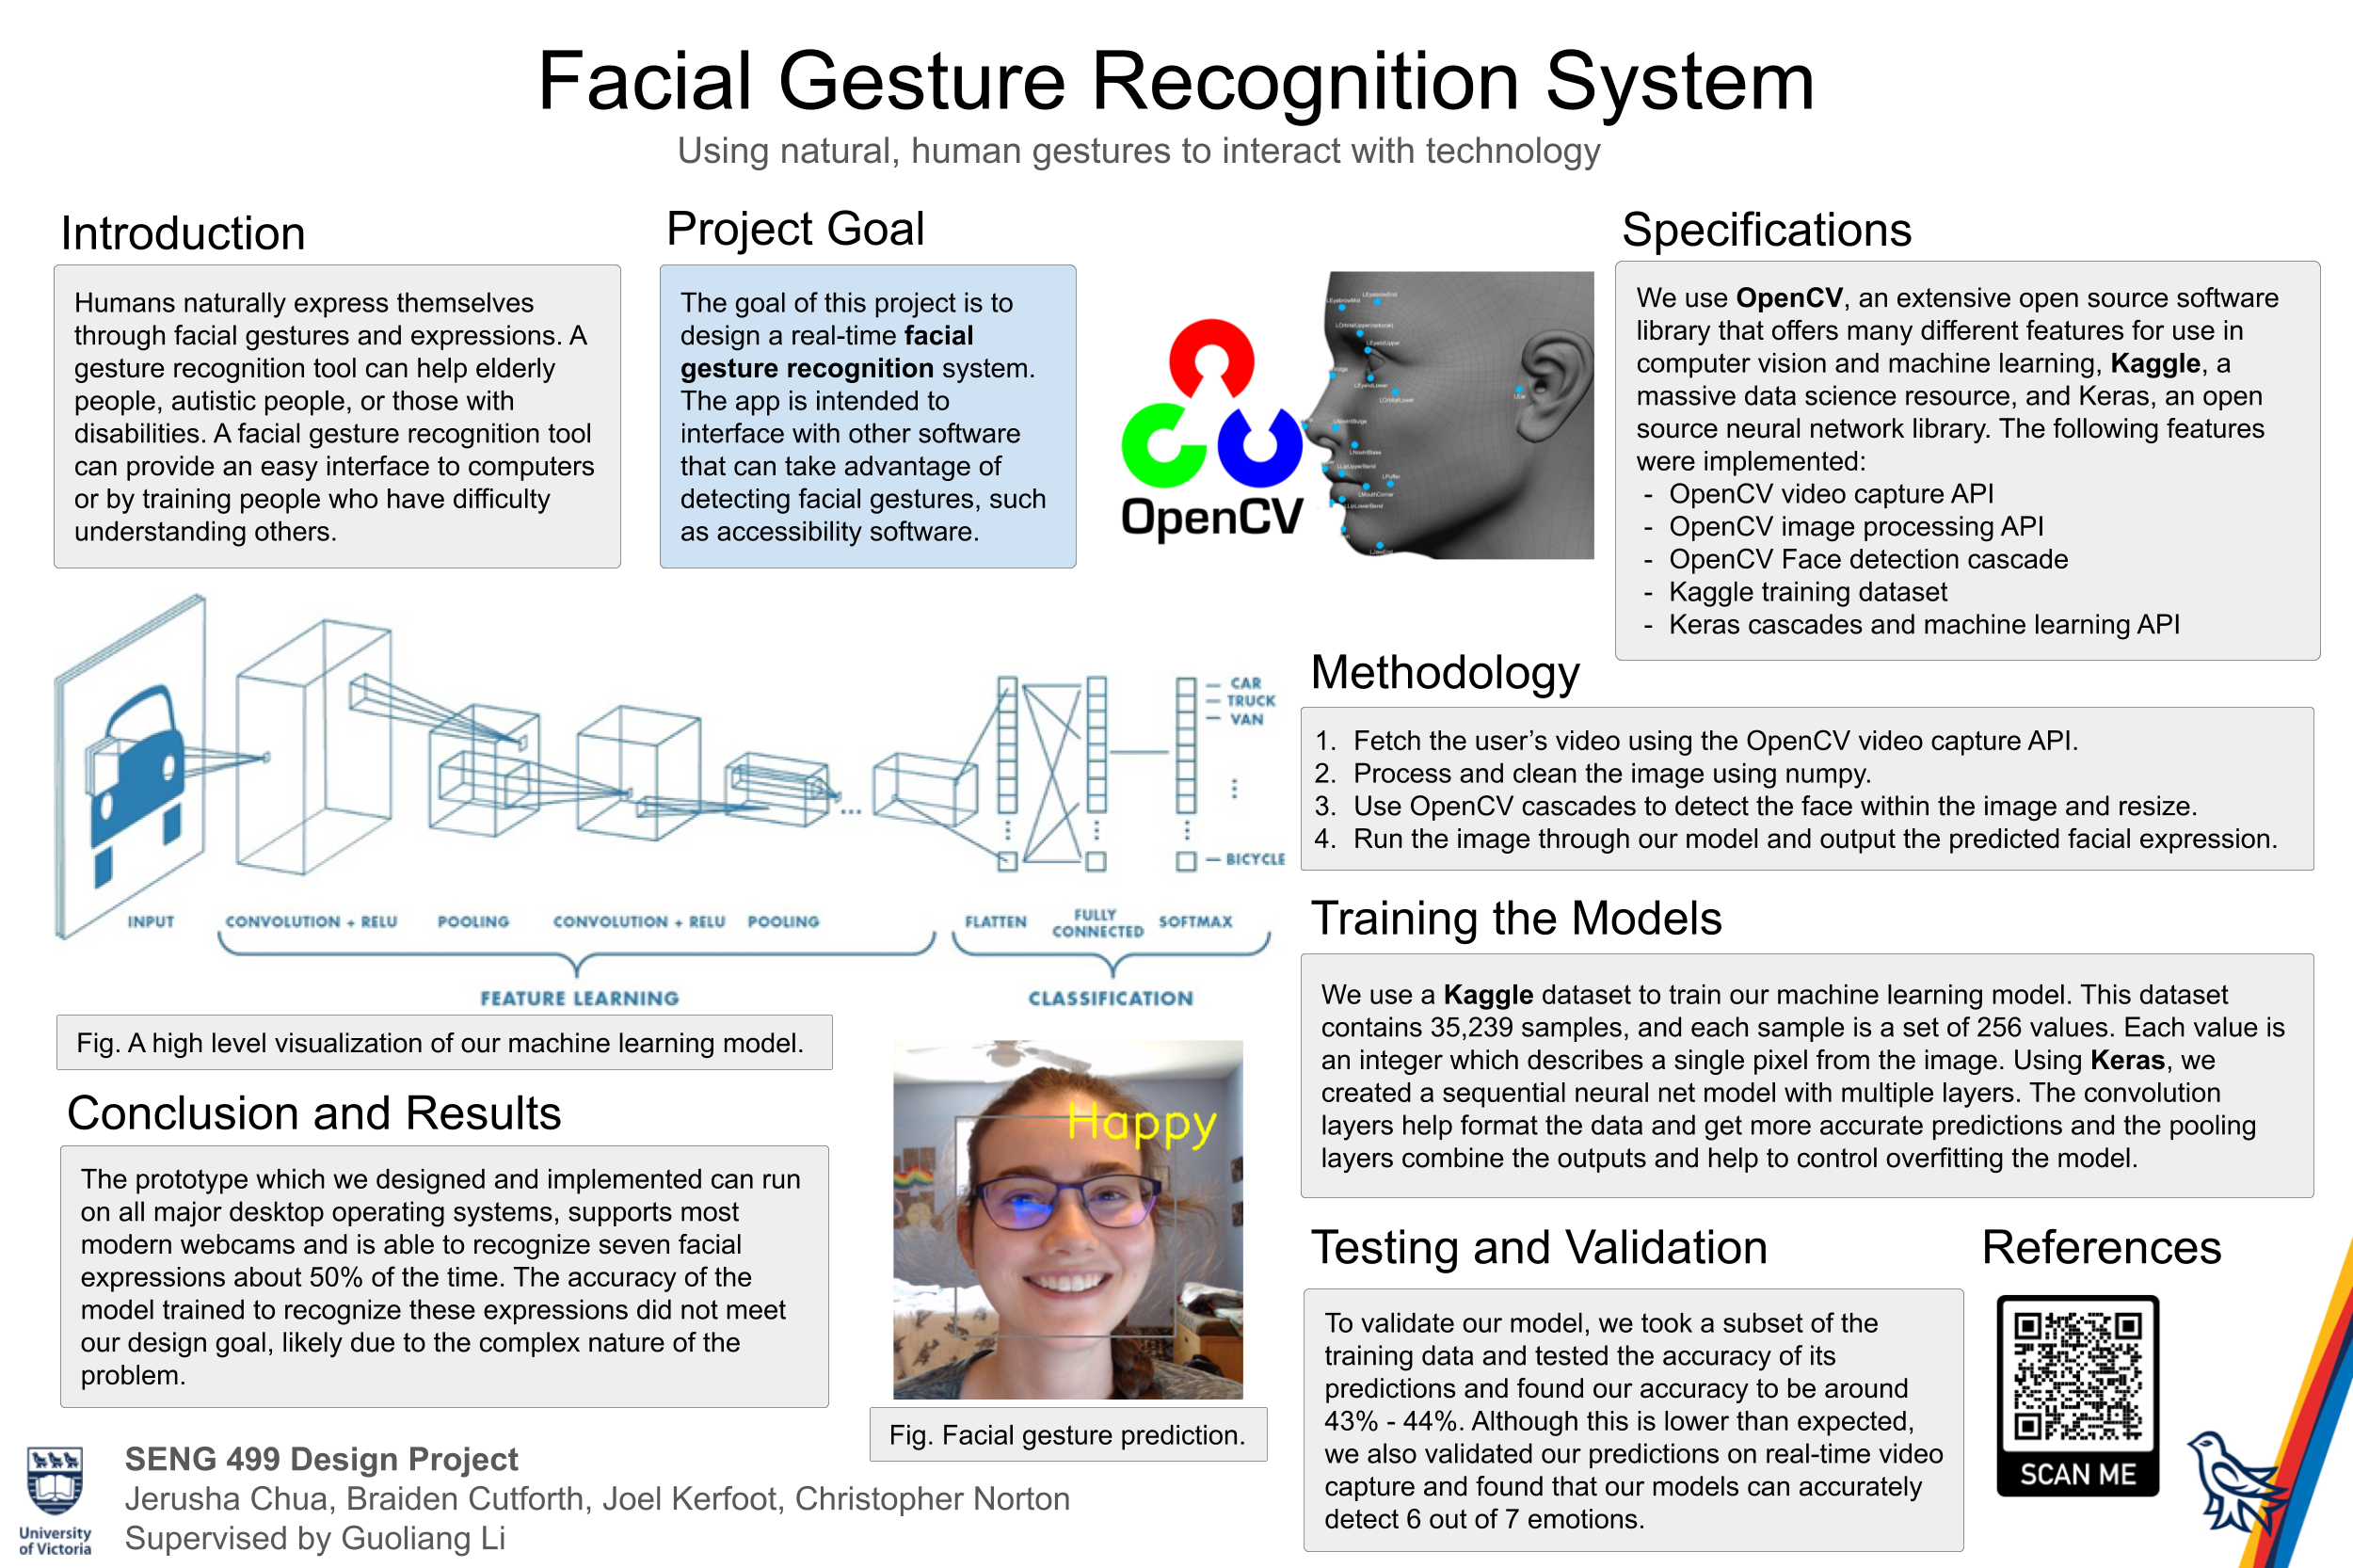 Facial Gesture Recognition System
Using natural, human gestures to interact with technology
Introduction
Humans naturally express themselves
through facial gestures and expressions. A
gesture recognition tool can help elderly
people, autistic people, or those with
disabilities. A facial gesture recognition tool
can provide an easy interface to computers
or by training people who have difficulty
understanding others.
Project Goal
The goal of this project is to
design a real-time facial
gesture recognition system.
The app is intended to
interface with other software
that can take advantage of
detecting facial gestures, such
as accessibility software.
OpenCV
LEyebrowMid
LEyebrowEnd
LOrbitalUpper(optional)
LEyelidUpper
LEyelidLower
LOrbitalLower
LEar
LNostrilBulge
LNostrilBase
LLipUpperBend
LPuffer
LMouthCorner
LLipLowerBend
Specifications
We use OpenCV, an extensive open source software
library that offers many different features for use in
computer vision and machine learning, Kaggle, a
massive data science resource, and Keras, an open
source neural network library. The following features
were implemented:
- OpenCV video capture API
- OpenCV image processing API
- OpenCV Face detection cascade
- Kaggle training dataset
- Keras cascades and machine learning API
CAR
TRUCK
VAN
BICYCLE
INPUT
CONVOLUTION + RELU
POOLING
CONVOLUTION + RELU
POOLING
FLATTEN
FULLY
CONNECTED
SOFTMAX
FEATURE LEARNING
CLASSIFICATION
Fig. A high level visualization of our machine learning model.
Methodology
1. Fetch the user’s video using the OpenCV video capture API.
2. Process and clean the image using numpy.
3. Use OpenCV cascades to detect the face within the image and resize.
4. Run the image through our model and output the predicted facial expression.
Training the Models
We use a Kaggle dataset to train our machine learning model. This dataset
contains 35,239 samples, and each sample is a set of 256 values. Each value is
an integer which describes a single pixel from the image. Using Keras, we
created a sequential neural net model with multiple layers. The convolution
layers help format the data and get more accurate predictions and the pooling
layers combine the outputs and help to control overfitting the model.
Conclusion and Results
The prototype which we designed and implemented can run
on all major desktop operating systems, supports most
modern webcams and is able to recognize seven facial
expressions about 50% of the time. The accuracy of the
model trained to recognize these expressions did not meet
our design goal, likely due to the complex nature of the
problem.
Happy
Fig. Facial gesture prediction.
Testing and Validation
To validate our model, we took a subset of the
training data and tested the accuracy of its
predictions and found our accuracy to be around
43% - 44%. Although this is lower than expected,
we also validated our predictions on real-time video
capture and found that our models can accurately
detect 6 out of 7 emotions.
References
SCAN ME
University
of Victoria
SENG 499 Design Project
Jerusha Chua, Braiden Cutforth, Joel Kerfoot, Christopher Norton
Supervised by Guoliang Li